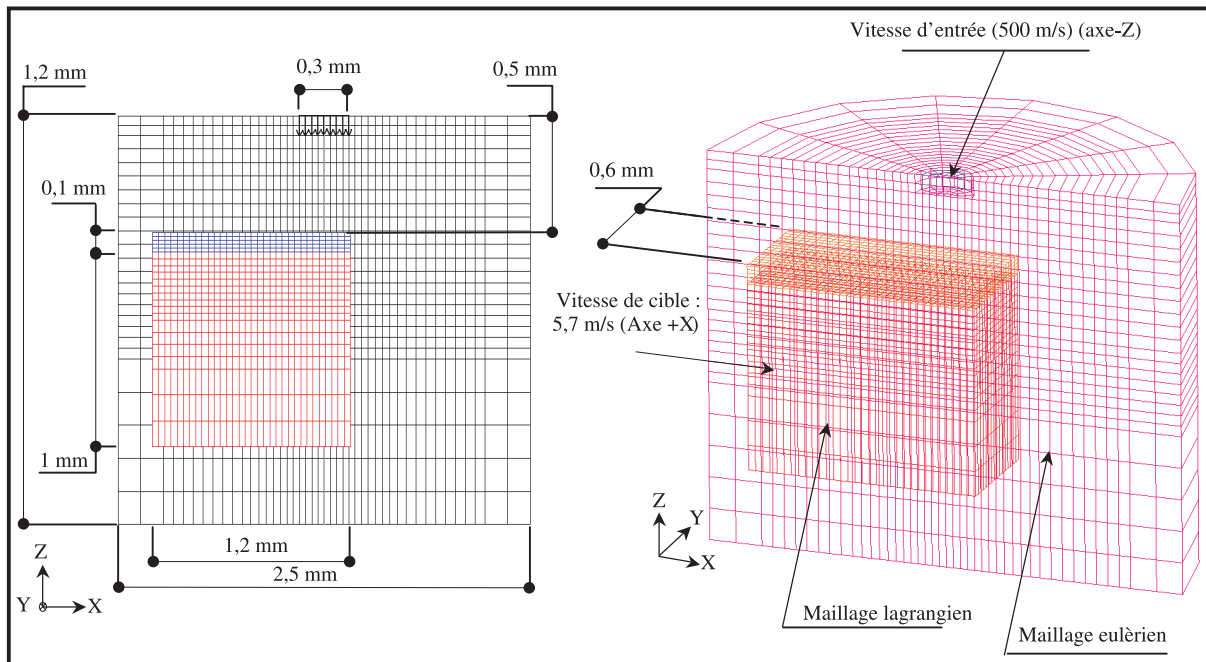 Vitesse d'entrée (500 m/s) (axe-Z)
1,2 mm
0,3 mm
0,5 mm
0,1 mm
0,6 mm
Vitesse de cible :
5,7 m/s (Axe +X)
1 mm
1,2 mm
2,5 mm
Z
Y
X
Z
Y
X
Maillage lagrangien
Maillage eulèrien